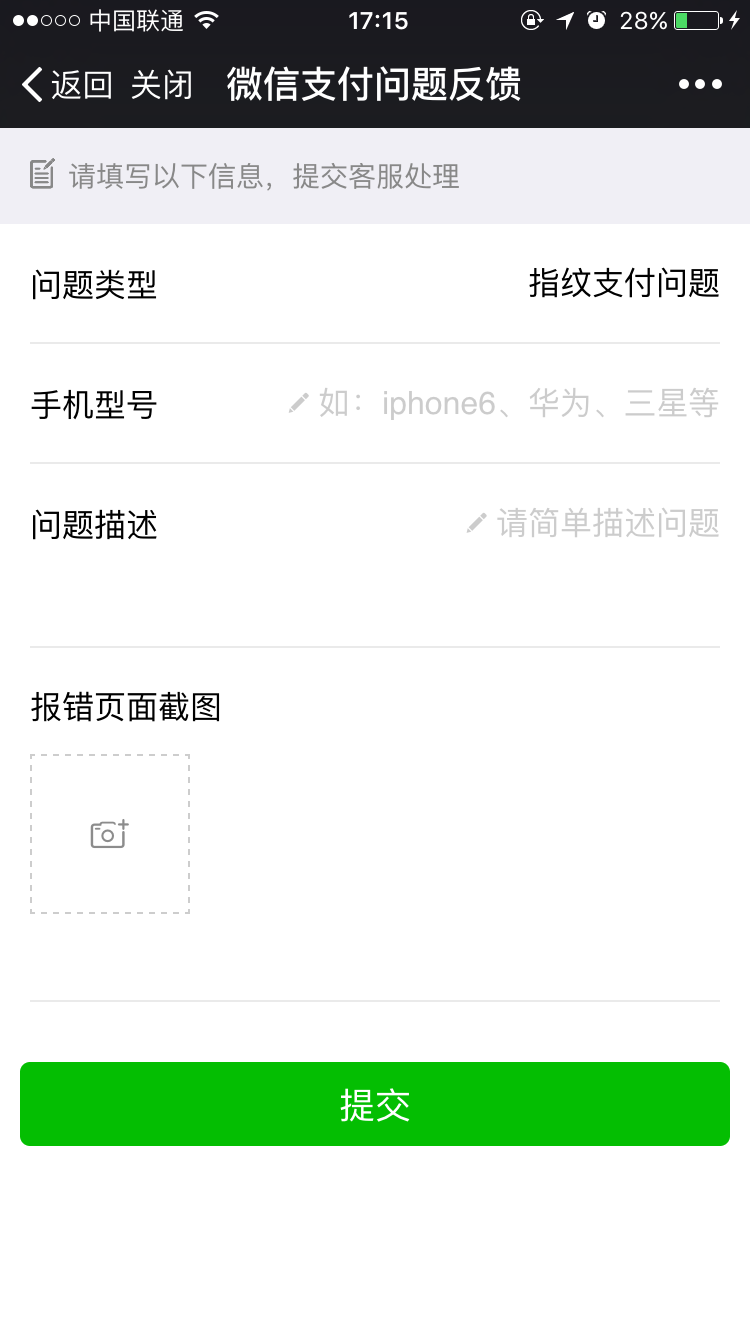 中国联通 17:15 28%
返回 关闭 微信支付问题反馈
请填写以下信息，提交客服处理
问题类型 指纹支付问题
手机型号 如：iphone6、华为、三星等
问题描述 请简单描述问题
报错页面截图
提交